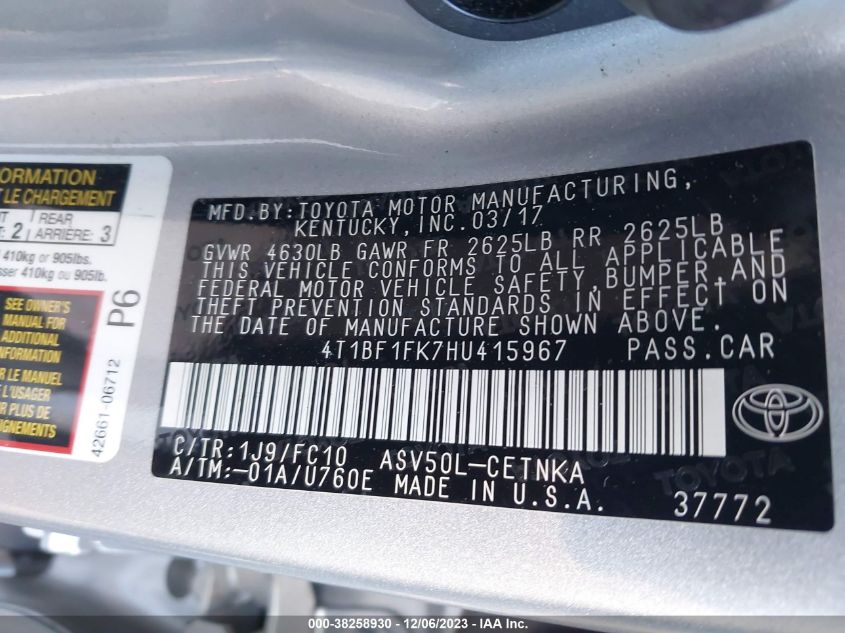 ORMATION
T LE CHARGEMENT
REAR
: 2 ARRIÈRE: 3
410kg or 905lbs.
sser 410kg ou 905lb.
SEE OWNER'S
MANUAL FOR
ADDITIONAL
INFORMATION
R LE MANUEL
L'USAGER
R PLUS DE
IGNEMENTS
P6
42661-06712
MFD.BY:TOYOTA MOTOR MANUFACTURING,
KENTUCKY, INC.03/17
GVWR 4630LB GAWR FR 2625LB RR 2625LB
THIS VEHICLE CONFORMS TO ALL APPLICABLE
FEDERAL MOTOR VEHICLE SAFETY,BUMPER,AND
THEFT PREVENTION STANDARDS IN EFFECT ON
THE DATE OF MANUFACTURE SHOWN ABOVE.
4T1BF1FK7HU415967 PASS.CAR
C/TR:1J9/FC10 ASV50L-CETNKA
A/TM:-01A/U760E MADE IN U.S.A.
37772
TOYOTA
000-38258930 - 12/06/2023 - IAA Inc.